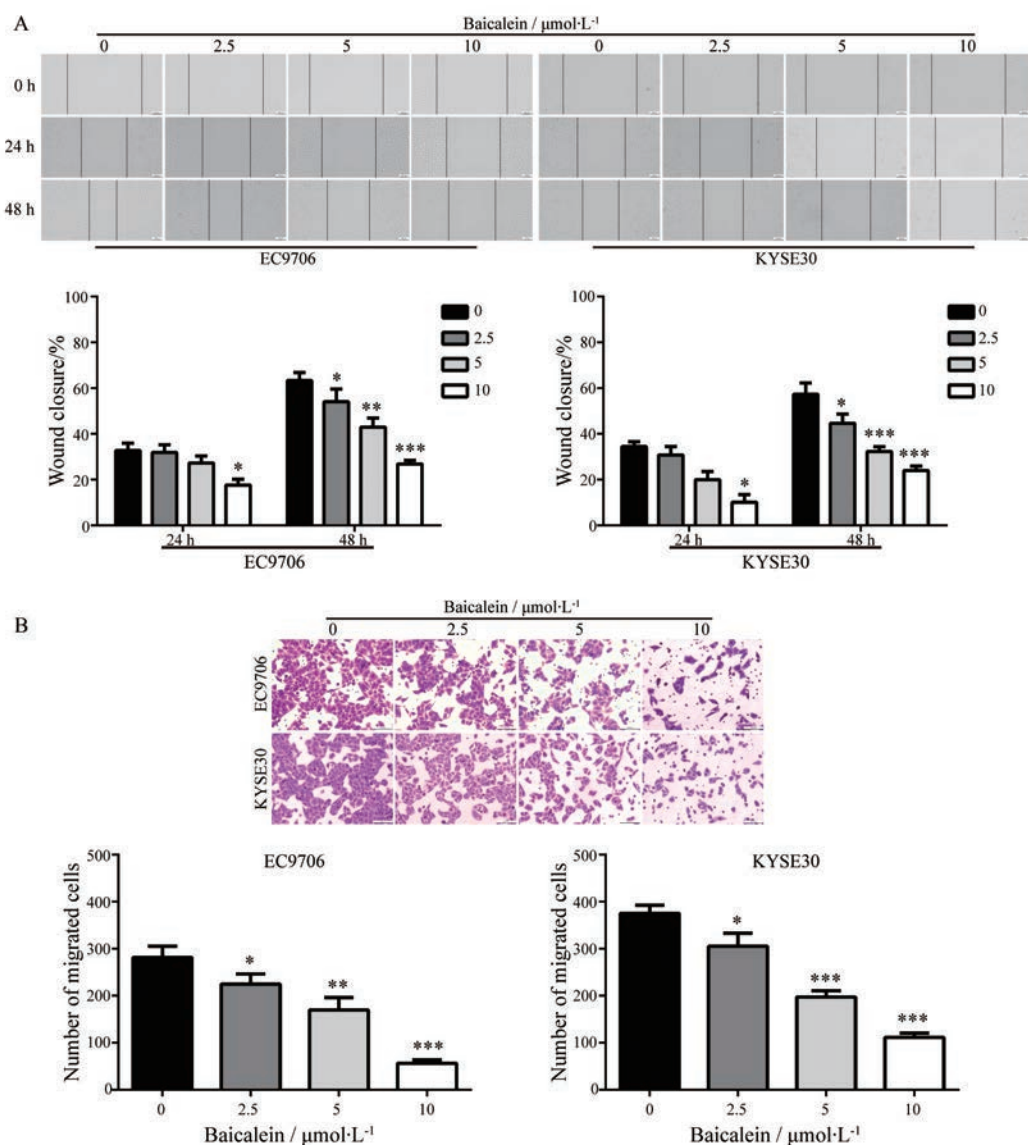 A
Baicalein / μmol·L⁻¹
0 2.5 5 10 0 2.5 5 10
0 h
24 h
48 h
EC9706 KYSE30
100
80
60
40
20
0
Wound closure/%
0
2.5
5
10
*
*
**
***
24 h 48 h
EC9706
100
80
60
40
20
0
Wound closure/%
0
2.5
5
10
*
*
***
***
24 h 48 h
KYSE30
B
Baicalein / μmol·L⁻¹
0 2.5 5 10
EC9706
KYSE30
EC9706
500
400
300
200
100
0
Number of migrated cells
*
**
***
0 2.5 5 10
Baicalein / μmol·L⁻¹
KYSE30
500
400
300
200
100
0
Number of migrated cells
*
***
***
0 2.5 5 10
Baicalein / μmol·L⁻¹